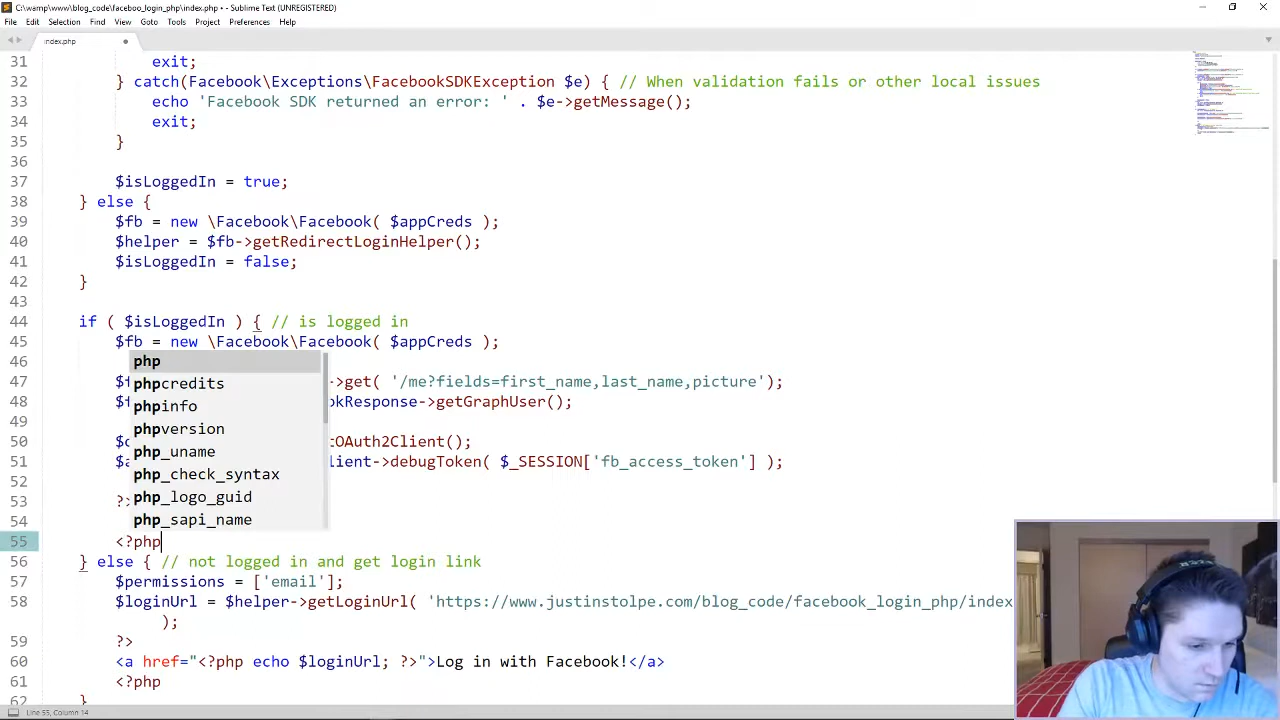 C:\wamp\www\blog_code\faceboo_login_php\index.php • - Sublime Text (UNREGISTERED)
File Edit Selection Find View Goto Tools Project Preferences Help
index.php
31 exit;
32 } catch(Facebook\Exceptions\FacebookSDKException $e) { // When validation fails or other local issues
33 echo 'Facebook SDK returned an error: ' . $e->getMessage();
34 exit;
35 }
36
37 $isLoggedIn = true;
38 } else {
39 $fb = new \Facebook\Facebook( $appCreds );
40 $helper = $fb->getRedirectLoginHelper();
41 $isLoggedIn = false;
42 }
43
44 if ( $isLoggedIn ) { // is logged in
45 $fb = new \Facebook\Facebook( $appCreds );
46 php
47 ->get( '/me?fields=first_name,last_name,picture');
phpcredits
48 kResponse->getGraphUser();
phpinfo
49 phpversion
50 tOAuth2Client();
php_uname
51 lient->debugToken( $_SESSION['fb_access_token'] );
52 php_check_syntax
53 ?>
php_logo_guid
54 php_sapi_name
55 <?php
56 } else { // not logged in and get login link
57 $permissions = ['email'];
58 $loginUrl = $helper->getLoginUrl( 'https://www.justinstolpe.com/blog_code/facebook_login_php/index
);
59 ?>
60 <a href="<?php echo $loginUrl; ?>">Log in with Facebook!</a>
61 <?php
62 }
Line 55, Column 14